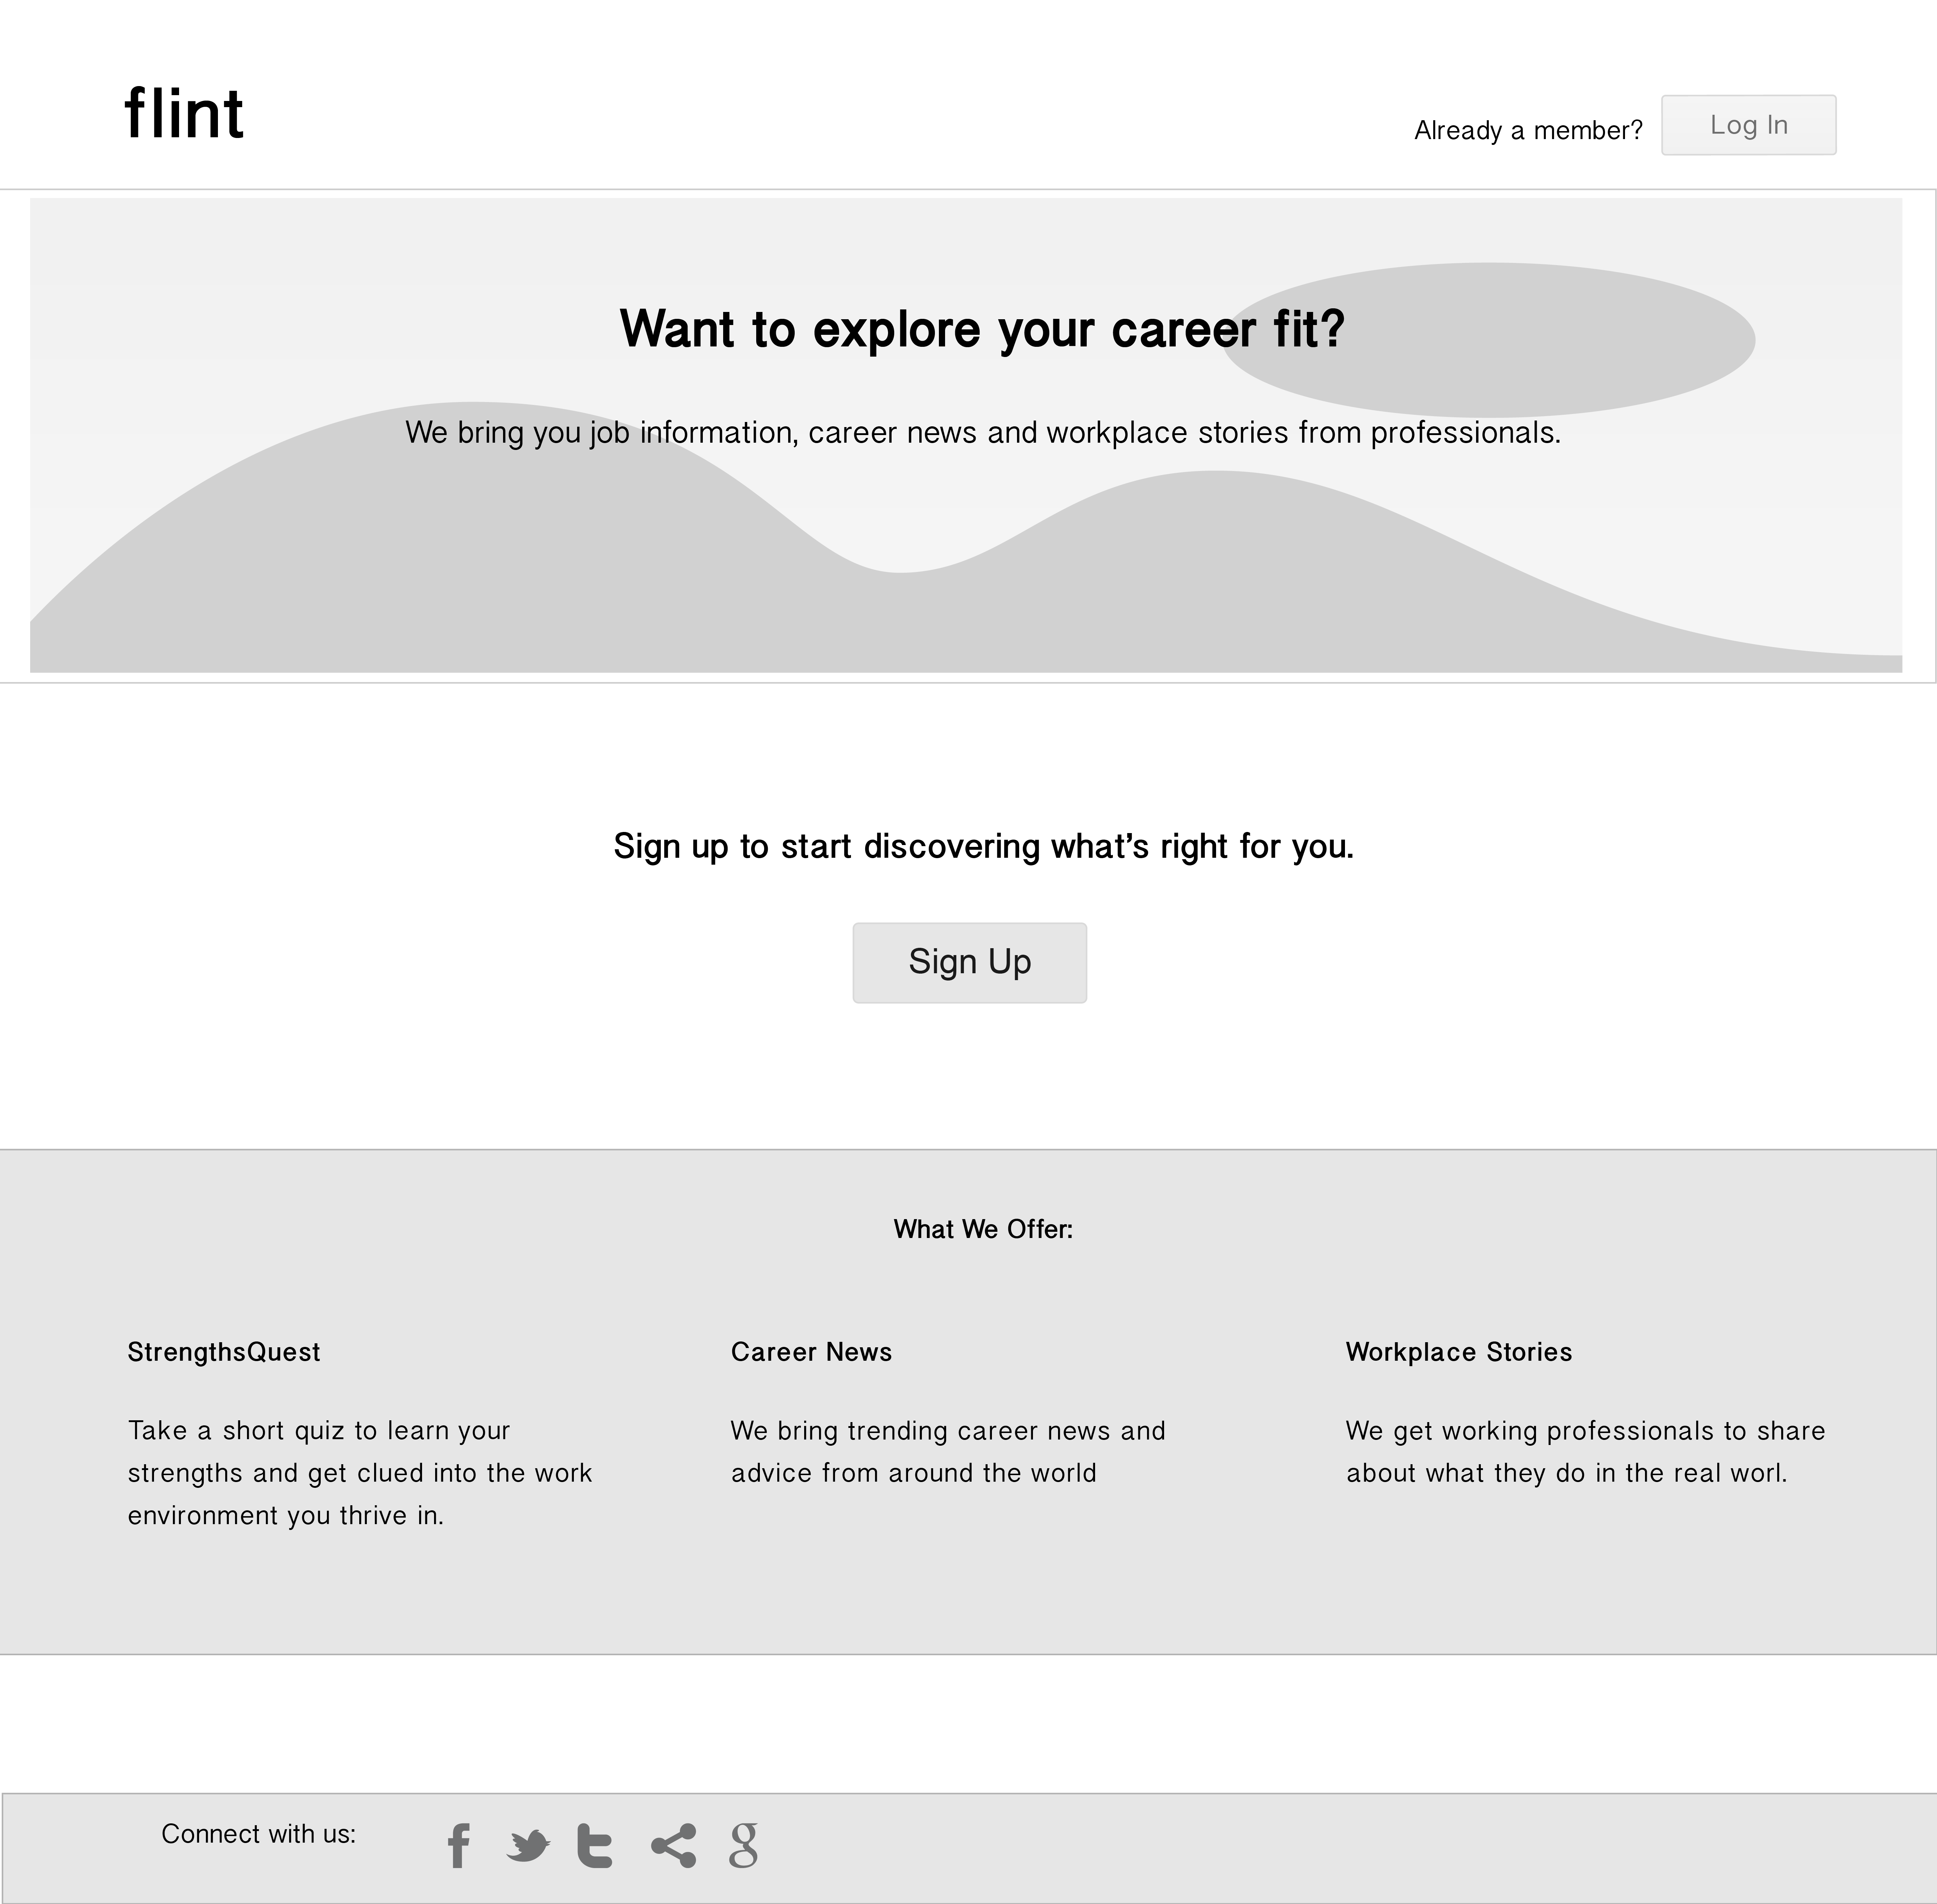 flint
Already a member?
Log In
Want to explore your career fit?
We bring you job information, career news and workplace stories from professionals.
Sign up to start discovering what’s right for you.
Sign Up
What We Offer:
StrengthsQuest
Take a short quiz to learn your
strengths and get clued into the work
environment you thrive in.
Career News
We bring trending career news and
advice from around the world
Workplace Stories
We get working professionals to share
about what they do in the real worl.
Connect with us: